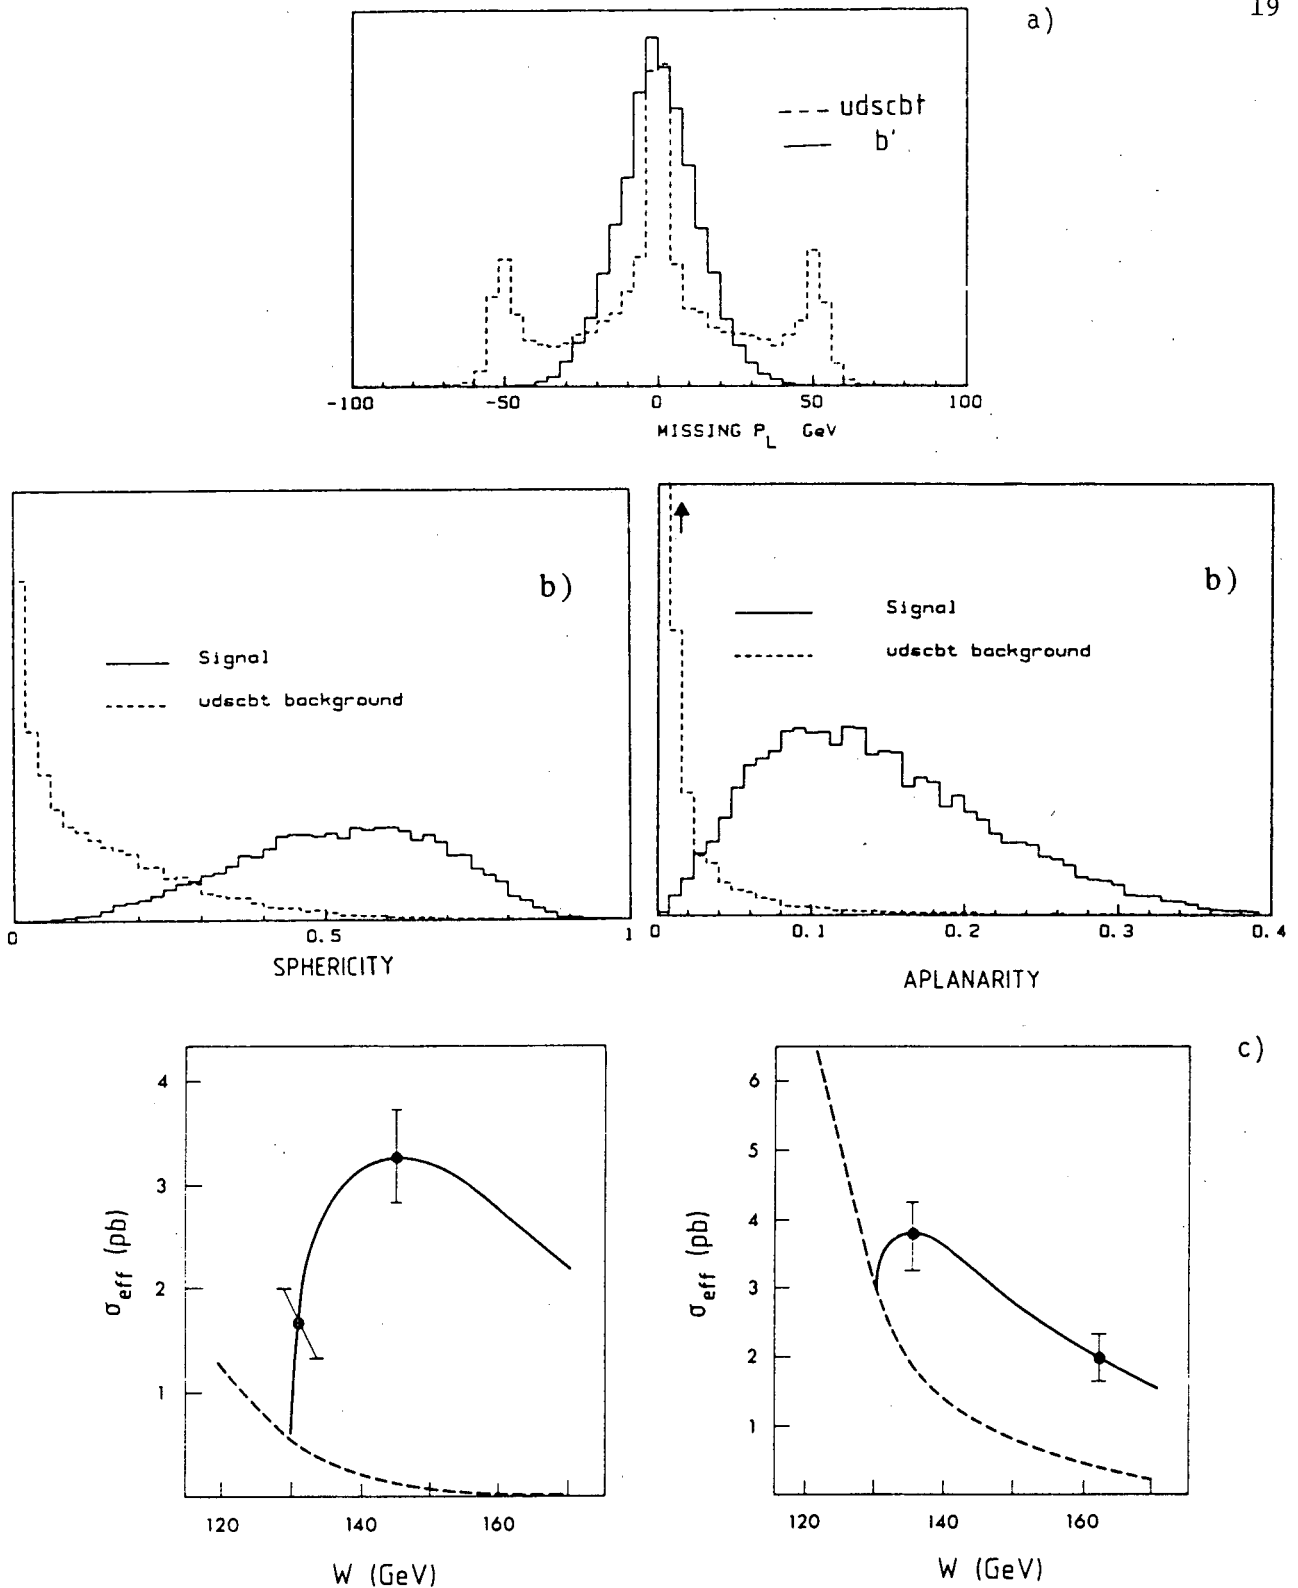 19
a)
udscbt
b'
-100 -50 0 50 100
MISSING P_L GeV
b)
Signal
udscbt background
0 0.5 1
SPHERICITY
b)
Signal
udscbt background
0 0.1 0.2 0.3 0.4
APLANARITY
4
3
2
1
σeff (pb)
120 140 160
W (GeV)
c)
6
5
4
3
2
1
σeff (pb)
120 140 160
W (GeV)